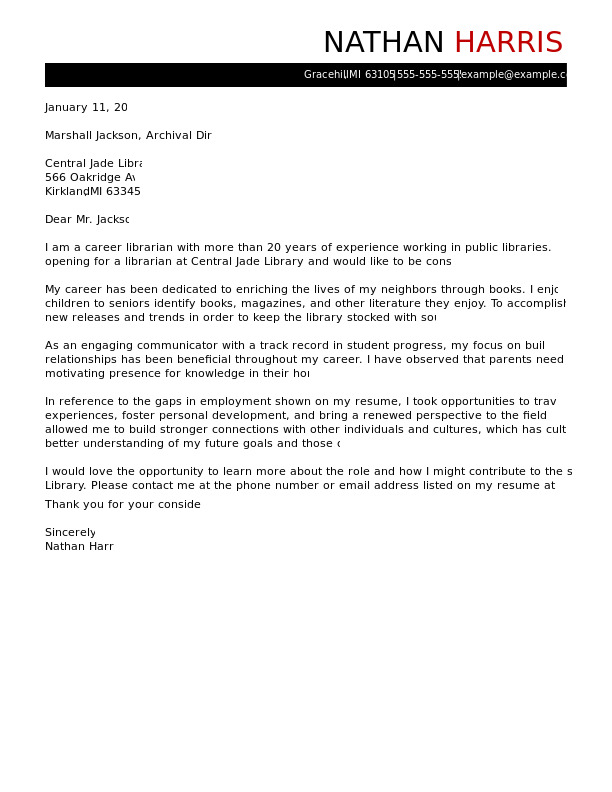 NATHAN HARRIS
Gracehill, MI 63105 | 555-555-555 | example@example.c
January 11, 20
Marshall Jackson, Archival Dir
Central Jade Libra
566 Oakridge Av
Kirkland, MI 63345
Dear Mr. Jackso
I am a career librarian with more than 20 years of experience working in public libraries.
opening for a librarian at Central Jade Library and would like to be cons
My career has been dedicated to enriching the lives of my neighbors through books. I enjo
children to seniors identify books, magazines, and other literature they enjoy. To accomplish
new releases and trends in order to keep the library stocked with sou
As an engaging communicator with a track record in student progress, my focus on buil
relationships has been beneficial throughout my career. I have observed that parents need
motivating presence for knowledge in their ho
In reference to the gaps in employment shown on my resume, I took opportunities to trav
experiences, foster personal development, and bring a renewed perspective to the field
allowed me to build stronger connections with other individuals and cultures, which has cult
better understanding of my future goals and those
I would love the opportunity to learn more about the role and how I might contribute to the s
Library. Please contact me at the phone number or email address listed on my resume at
Thank you for your conside
Sincerely
Nathan Harr